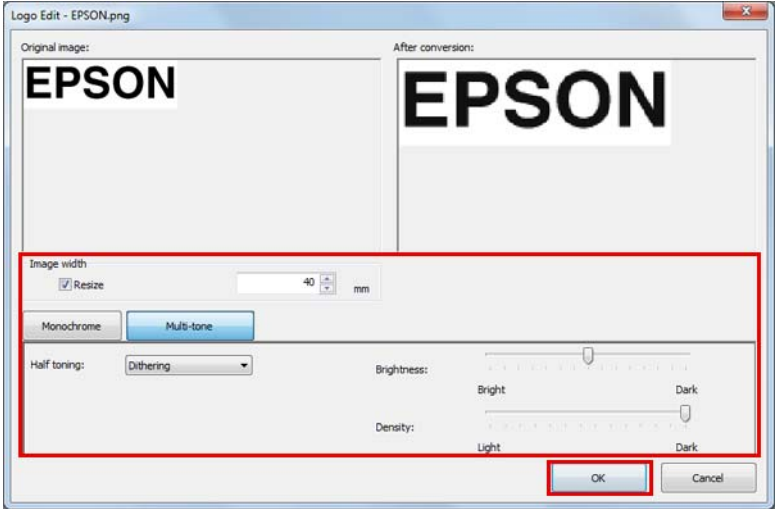 Logo Edit - EPSON.png
Original image:
After conversion:
EPSON
EPSON
Image width
Resize
40
mm
Monochrome
Multi-tone
Half toning:
Dithering
Brightness:
Bright
Dark
Density:
Light
Dark
OK
Cancel